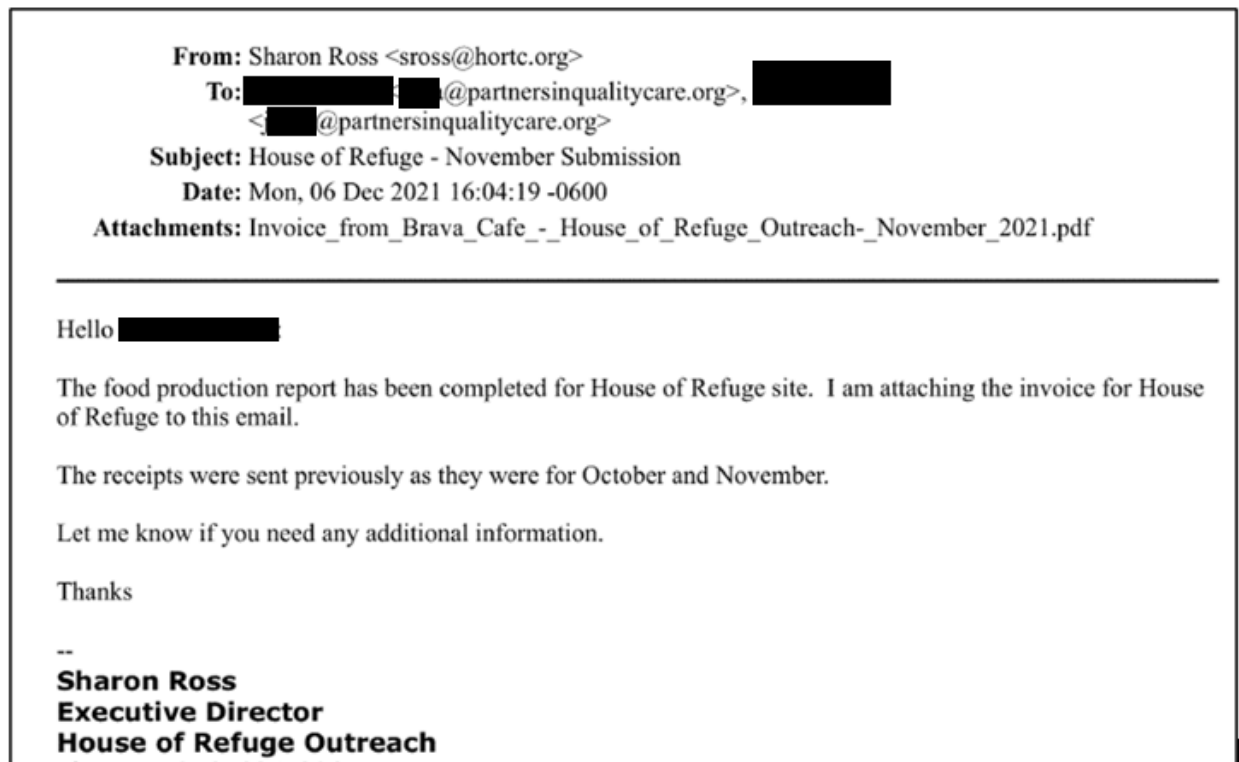 From: Sharon Ross <sross@hortc.org>
To: < @partnersinqualitycare.org>,
< @partnersinqualitycare.org>
Subject: House of Refuge - November Submission
Date: Mon, 06 Dec 2021 16:04:19 -0600
Attachments: Invoice_from_Brava_Cafe_-_House_of_Refuge_Outreach-_November_2021.pdf
Hello :
The food production report has been completed for House of Refuge site.  I am attaching the invoice for House
of Refuge to this email.
The receipts were sent previously as they were for October and November.
Let me know if you need any additional information.
Thanks
--
Sharon Ross
Executive Director
House of Refuge Outreach